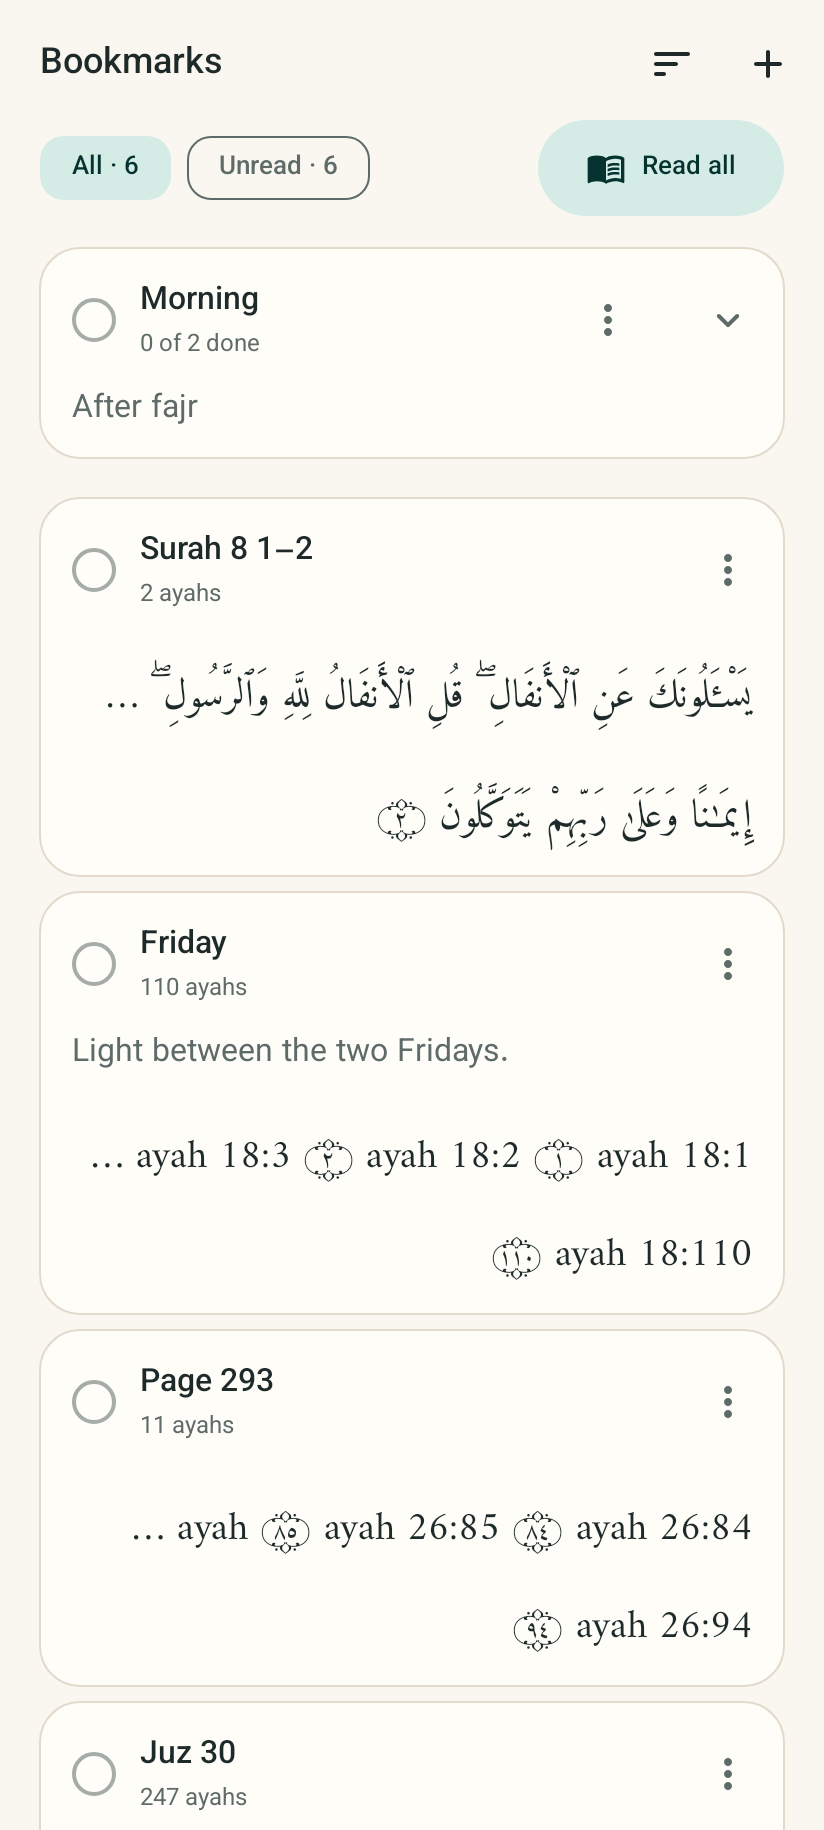 Bookmarks
All · 6
Unread · 6
Read all
Morning
0 of 2 done
After fajr
Surah 8 1–2
2 ayahs
يَسْـَٔلُونَكَ عَنِ ٱلْأَنفَالِ ۖ قُلِ ٱلْأَنفَالُ لِلَّهِ وَٱلرَّسُولِ ۖ ...
إِيمَـٰنًا وَعَلَىٰ رَبِّهِمْ يَتَوَكَّلُونَ ٢
Friday
110 ayahs
Light between the two Fridays.
ayah 18:1 ١ ayah 18:2 ٢ ayah 18:3 ...
ayah 18:110 ١١٠
Page 293
11 ayahs
ayah 26:84 ٨٤ ayah 26:85 ٨٥ ayah ...
ayah 26:94 ٩٤
Juz 30
247 ayahs